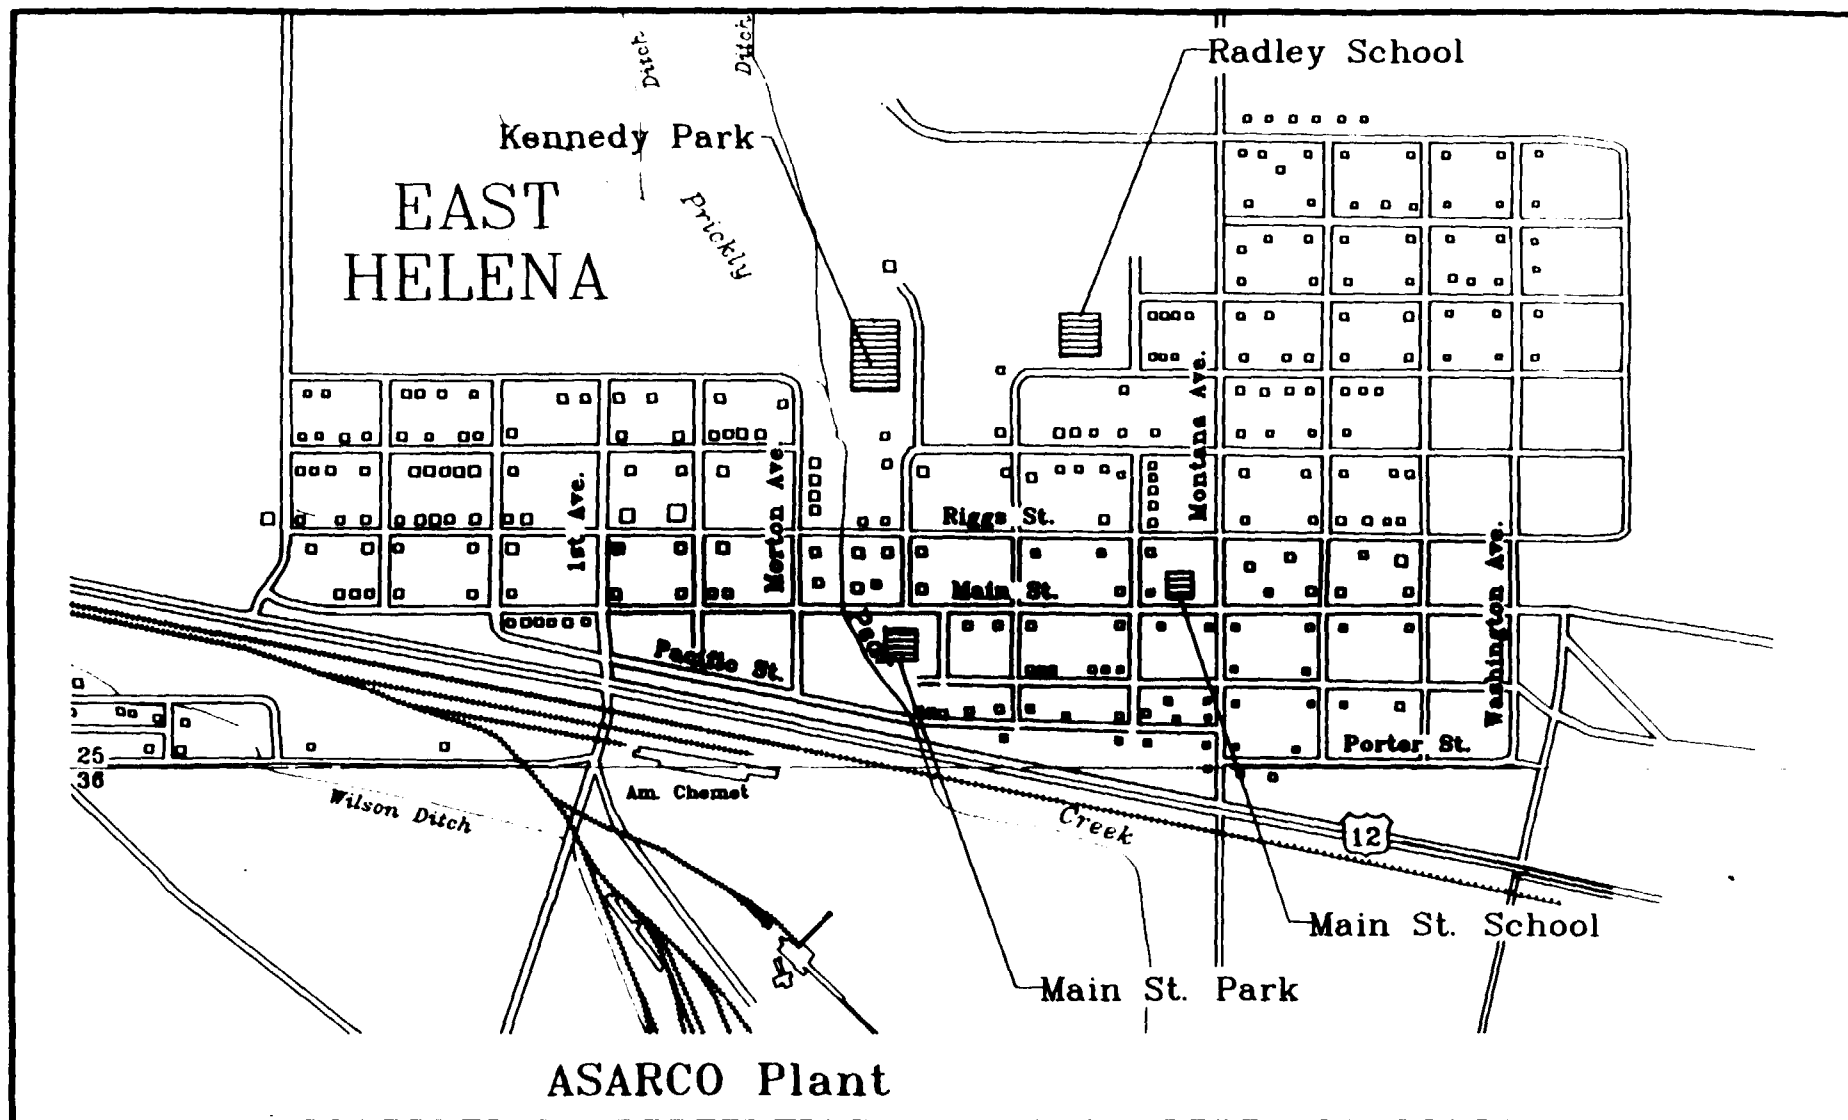 Radley School
Ditch
Ditch
Kennedy Park
EAST
HELENA
Prickly
Montana Ave.
1st Ave.
Morton Ave.
Riggs St.
Main St.
Washington Ave.
Pacific St.
Porter St.
25
36
Am. Chemet
Wilson Ditch
Creek
12
Main St. School
Main St. Park
ASARCO Plant